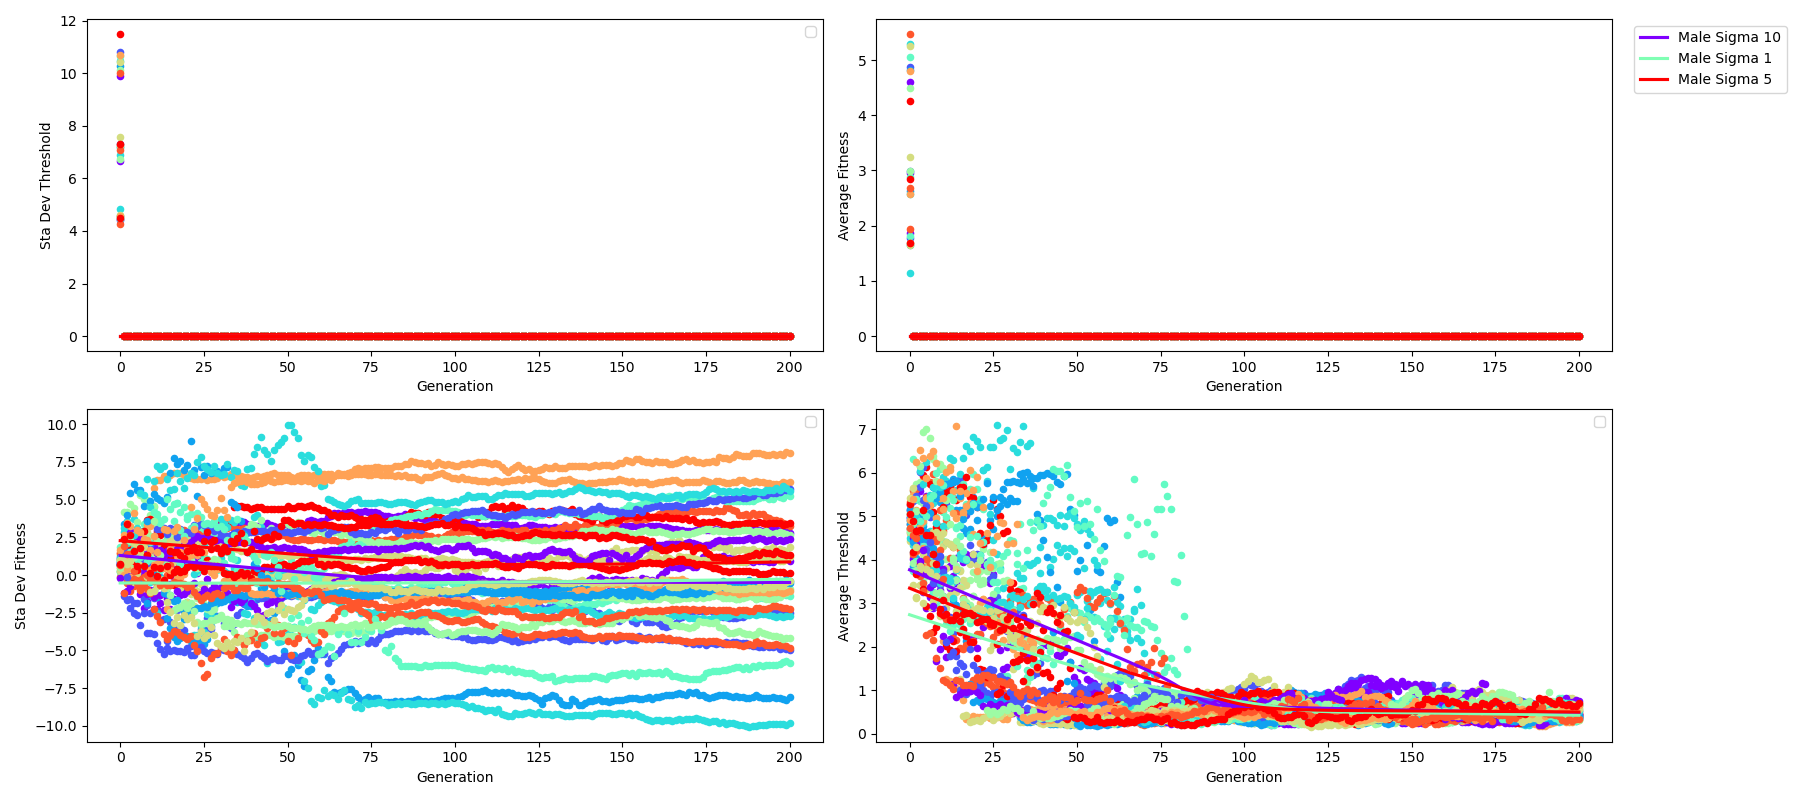 12
10
8
6
4
2
0
Sta Dev Threshold
0 25 50 75 100 125 150 175 200
Generation
5
4
3
2
1
0
Average Fitness
0 25 50 75 100 125 150 175 200
Generation
Male Sigma 10
Male Sigma 1
Male Sigma 5
10.0
7.5
5.0
2.5
0.0
−2.5
−5.0
−7.5
−10.0
Sta Dev Fitness
0 25 50 75 100 125 150 175 200
Generation
7
6
5
4
3
2
1
0
Average Threshold
0 25 50 75 100 125 150 175 200
Generation